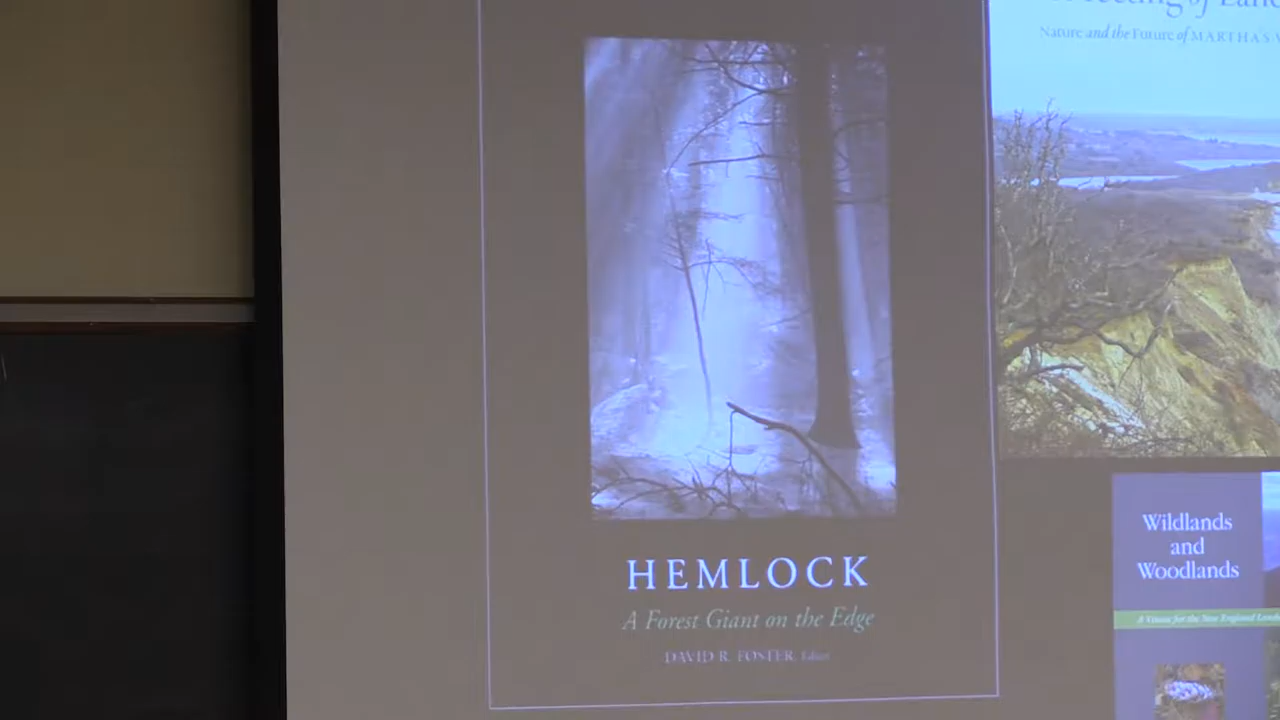 HEMLOCK
A Forest Giant on the Edge
DAVID R. FOSTER, Editor
of
Nature and the Future of MARTHA'S
Wildlands
and
Woodlands
A Vision for the New England